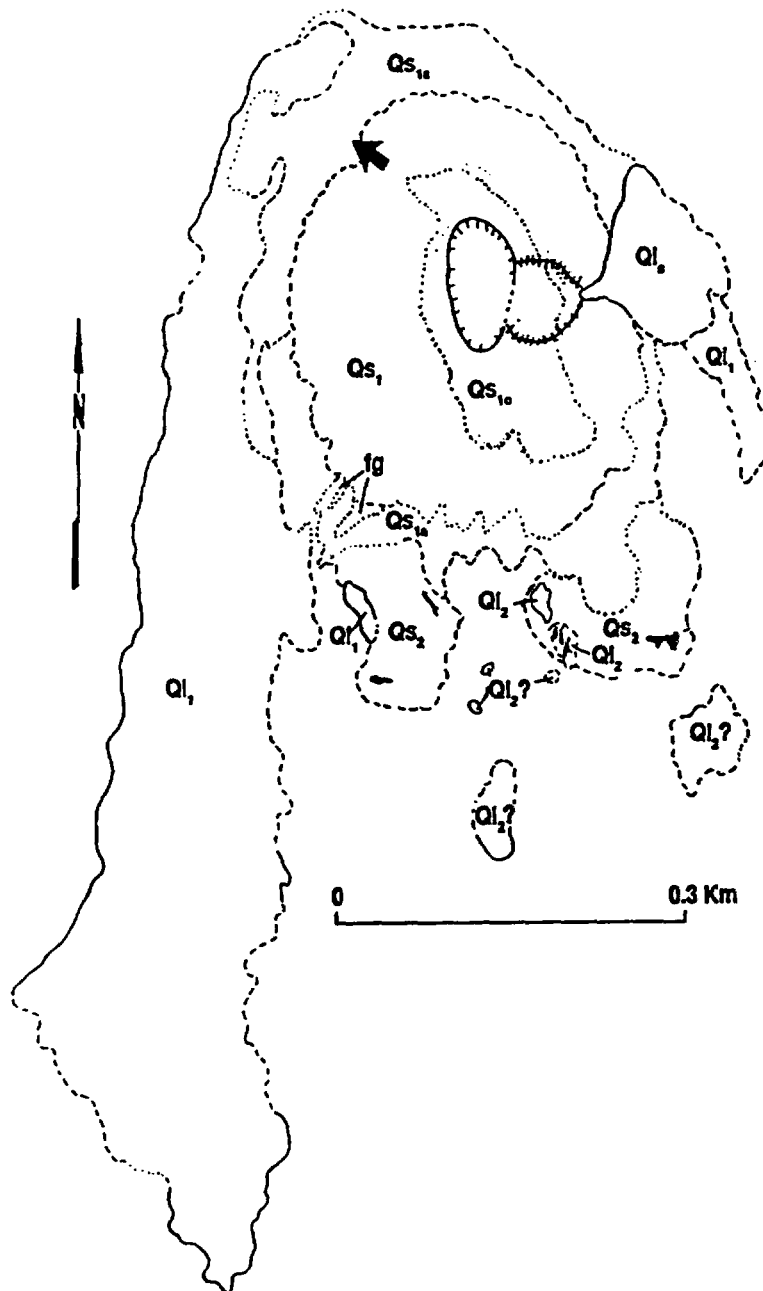 Qs₁ₐ
Qlₛ
N
Ql₁
Qs₁
Qs₁ₐ
fg
Qs₁ₐ
Ql₂
Ql₁
Qs₂
Qs₂
Ql₂
Ql₁
Ql₂?
Ql₂?
Ql₂?
0 0.3 Km